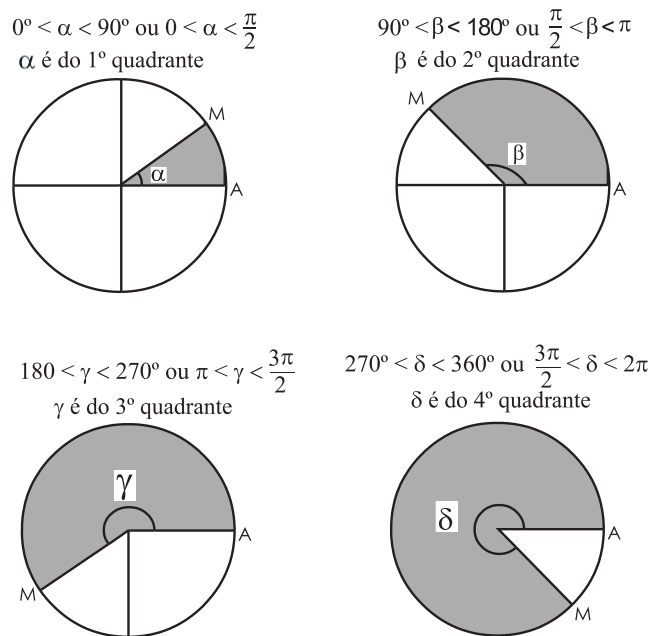 0º < α < 90º ou 0 < α < π/2
α é do 1º quadrante
M
α
A
90º < β < 180º ou π/2 < β < π
β é do 2º quadrante
M
β
A
180 < γ < 270º ou π < γ < 3π/2
γ é do 3º quadrante
γ
A
M
270º < δ < 360º ou 3π/2 < δ < 2π
δ é do 4º quadrante
δ
A
M